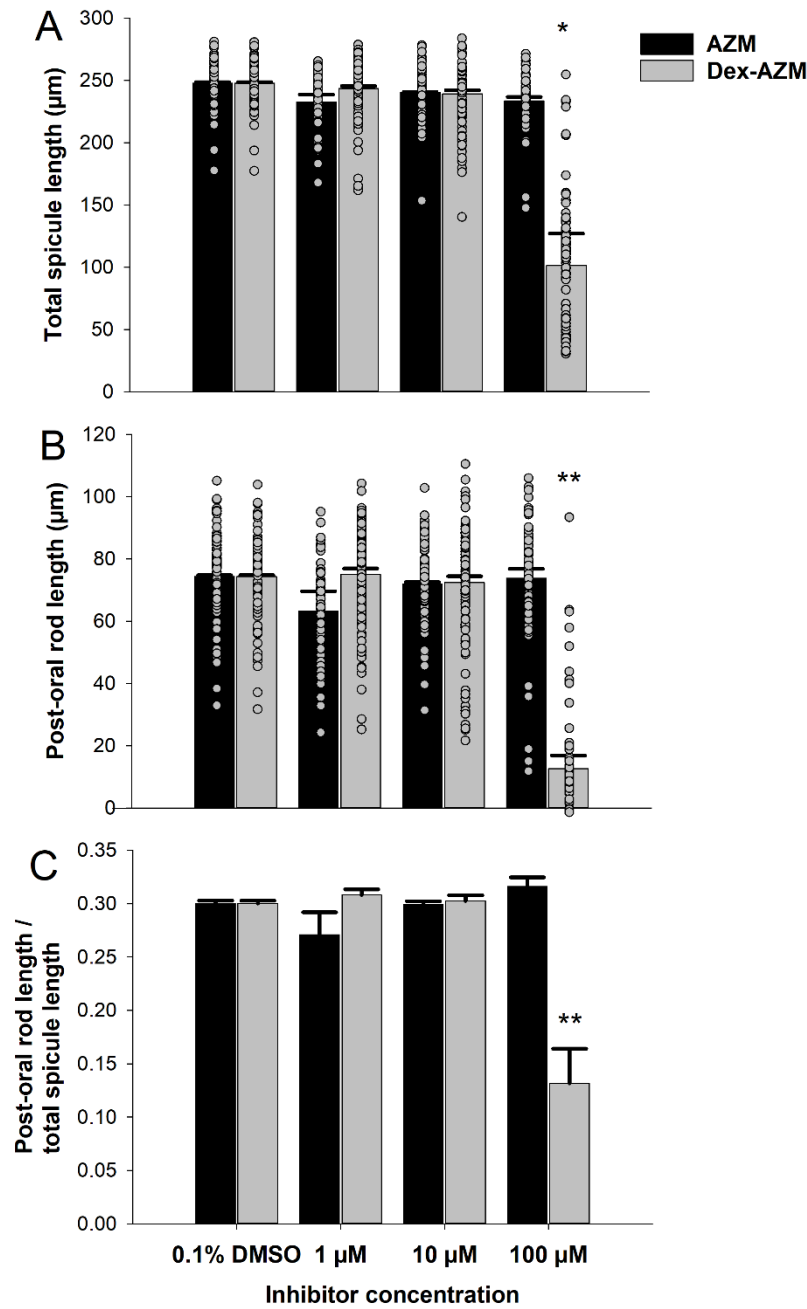 A
*
AZM
Dex-AZM
Total spicule length (µm)
300
250
200
150
100
50
0
B
**
Post-oral rod length (µm)
120
100
80
60
40
20
0
C
**
Post-oral rod length /
total spicule length
0.35
0.30
0.25
0.20
0.15
0.10
0.05
0.00
0.1% DMSO 1 µM 10 µM 100 µM
Inhibitor concentration